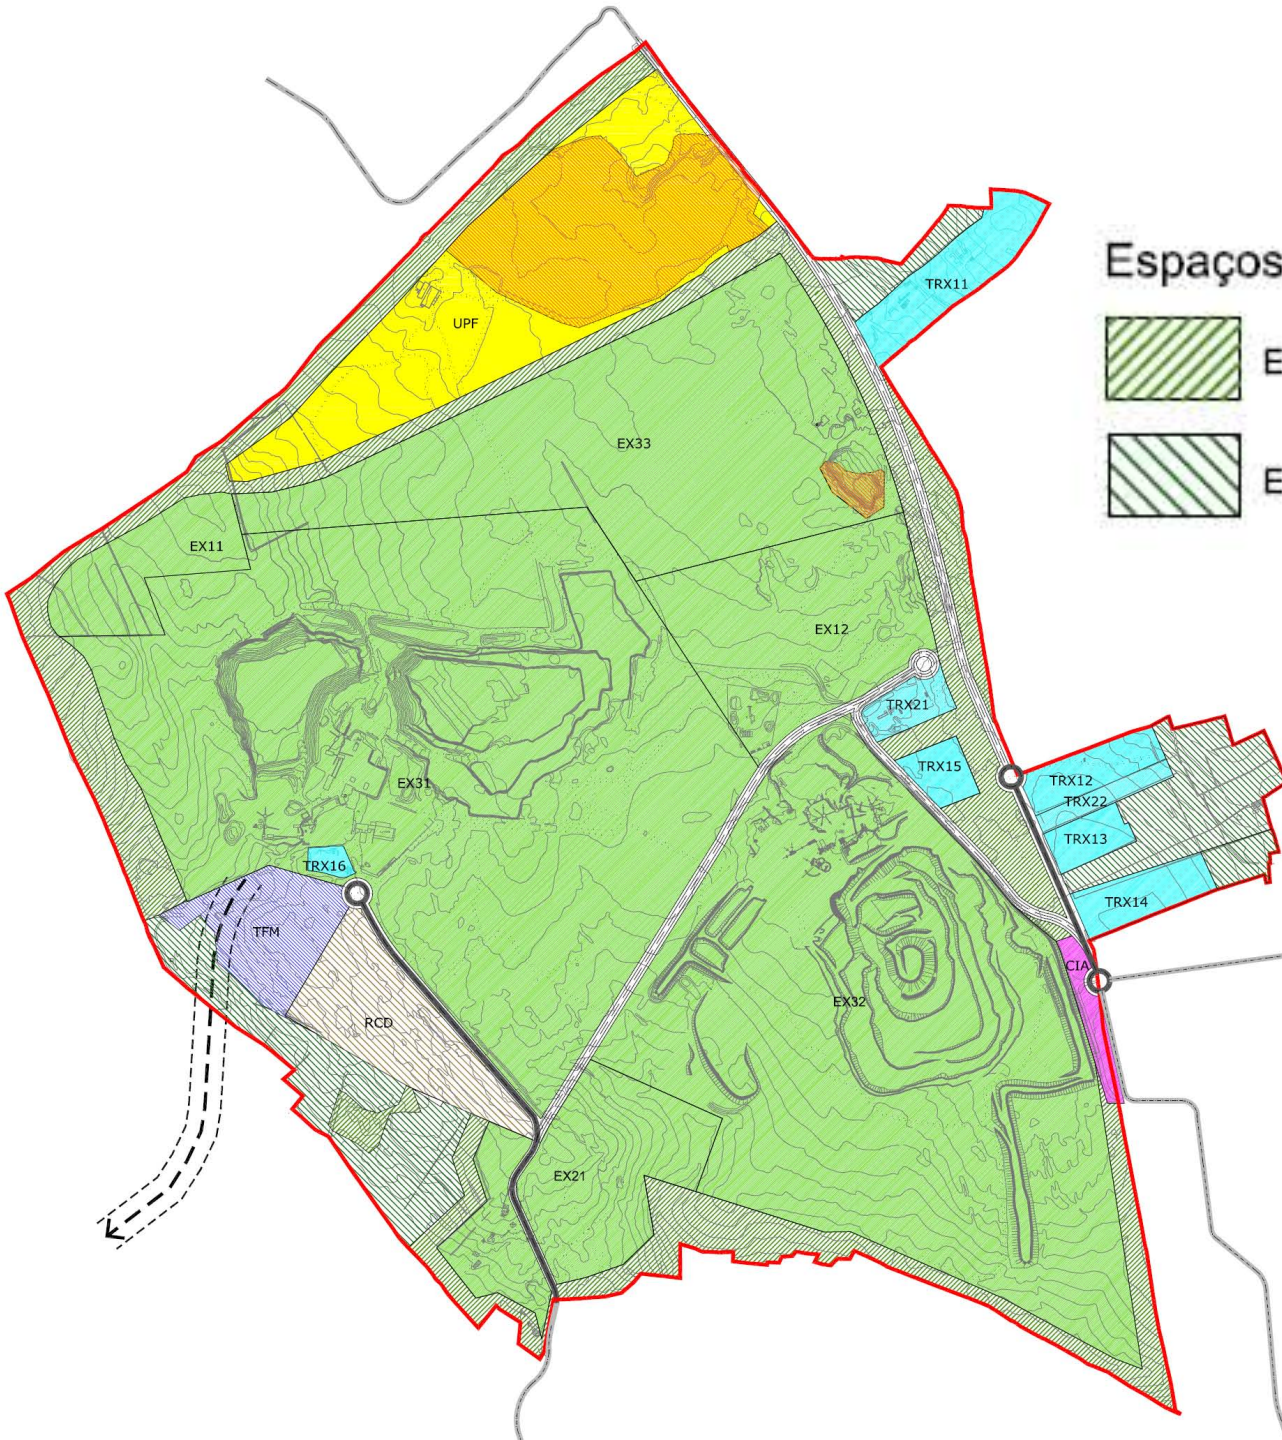 TRX11
Espaços
E
E
UPF
EX33
EX11
EX12
TRX21
TRX15
TRX12
TRX22
TRX13
TRX14
EX31
TRX16
TFM
RCD
CIA
EX32
EX21